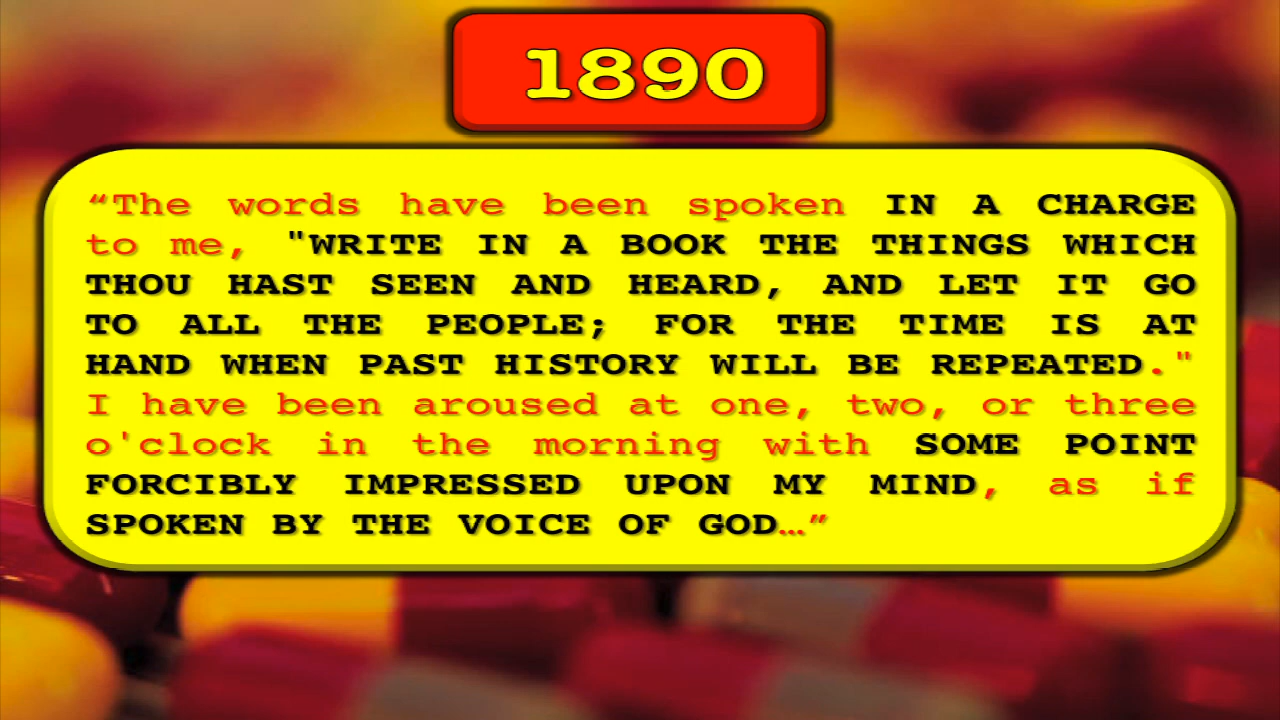 1890
“The words have been spoken IN A CHARGE
to me, "WRITE IN A BOOK THE THINGS WHICH
THOU HAST SEEN AND HEARD, AND LET IT GO
TO ALL THE PEOPLE; FOR THE TIME IS AT
HAND WHEN PAST HISTORY WILL BE REPEATED."
I have been aroused at one, two, or three
o'clock in the morning with SOME POINT
FORCIBLY IMPRESSED UPON MY MIND, as if
SPOKEN BY THE VOICE OF GOD…”